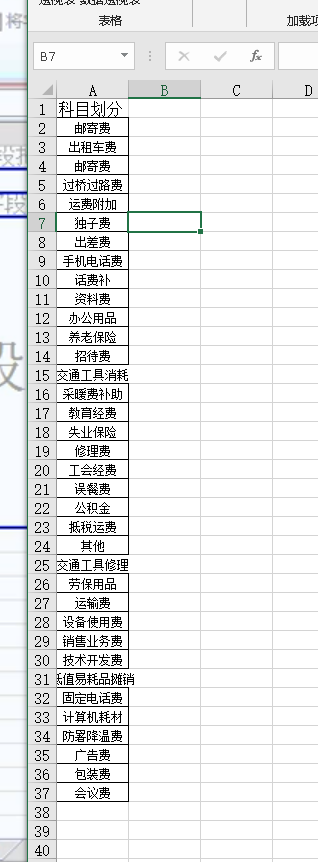 表格
加载项
B7
fx
A B C D
1 科目划分
2 邮寄费
3 出租车费
4 邮寄费
5 过桥过路费
6 运费附加
7 独子费
8 出差费
9 手机电话费
10 话费补
11 资料费
12 办公用品
13 养老保险
14 招待费
15 交通工具消耗
16 采暖费补助
17 教育经费
18 失业保险
19 修理费
20 工会经费
21 误餐费
22 公积金
23 抵税运费
24 其他
25 交通工具修理
26 劳保用品
27 运输费
28 设备使用费
29 销售业务费
30 技术开发费
31 低值易耗品摊销
32 固定电话费
33 计算机耗材
34 防署降温费
35 广告费
36 包装费
37 会议费
38
39
40